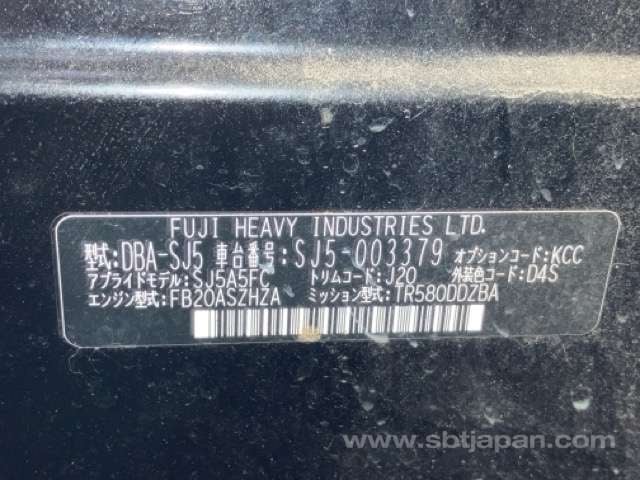 FUJI HEAVY INDUSTRIES LTD.
型式:DBA-SJ5 車台番号:SJ5-003379 オプションコード:KCC
アプライドモデル:SJ5A5FC トリムコード:J20 外装色コード:D4S
エンジン型式:FB20ASZHZA ミッション型式:TR580DDZBA
www.sbtjapan.com